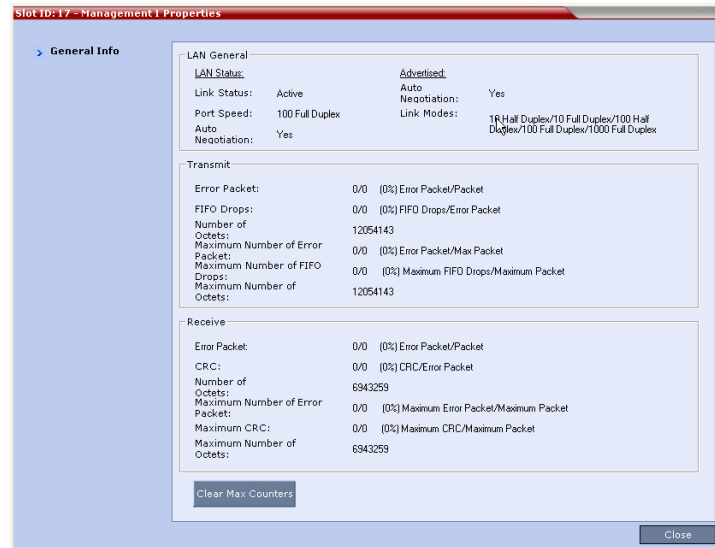 Slot ID: 17 - Management 1 Properties
General Info
LAN General
LAN Status:
Advertised:
Link Status: Active
Auto Negotiation: Yes
Port Speed: 100 Full Duplex
Link Modes: 10 Half Duplex/10 Full Duplex/100 Half
Duplex/100 Full Duplex/1000 Full Duplex
Auto
Negotiation: Yes
Transmit
Error Packet: 0/0 (0%) Error Packet/Packet
FIFO Drops: 0/0 (0%) FIFO Drops/Error Packet
Number of
Octets: 12054143
Maximum Number of Error
Packet: 0/0 (0%) Error Packet/Max Packet
Maximum Number of FIFO
Drops: 0/0 (0%) Maximum FIFO Drops/Maximum Packet
Maximum Number of
Octets: 12054143
Receive
Error Packet: 0/0 (0%) Error Packet/Packet
CRC: 0/0 (0%) CRC/Error Packet
Number of
Octets: 6943259
Maximum Number of Error
Packet: 0/0 (0%) Maximum Error Packet/Maximum Packet
Maximum CRC: 0/0 (0%) Maximum CRC/Maximum Packet
Maximum Number of
Octets: 6943259
Clear Max Counters
Close